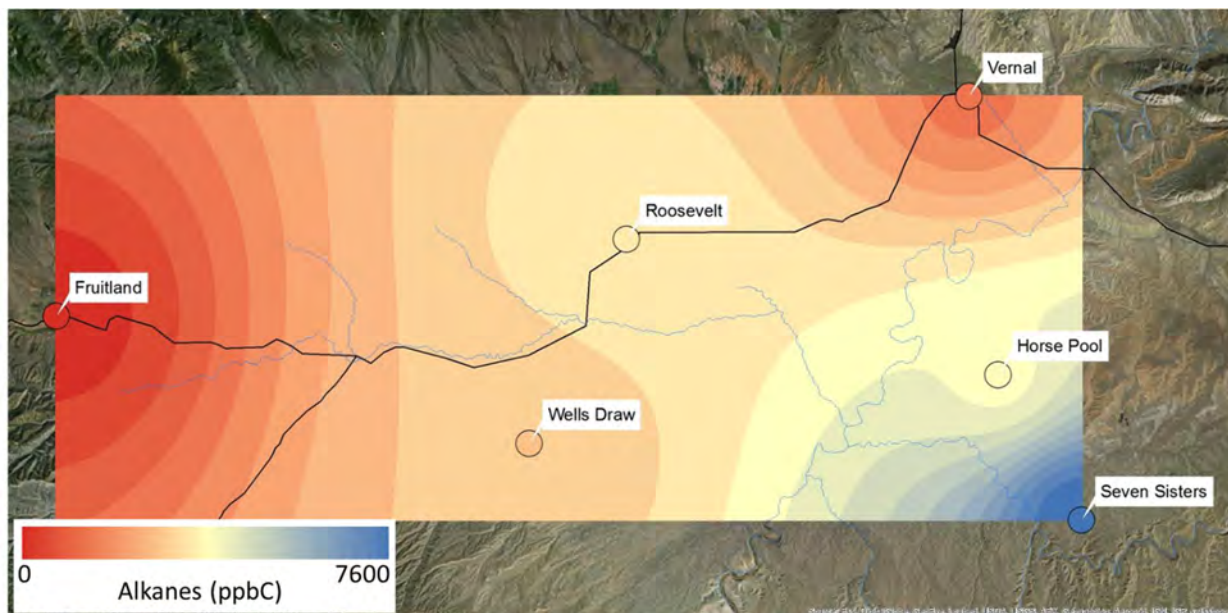 Vernal
Roosevelt
Fruitland
Horse Pool
Wells Draw
Seven Sisters
0 7600
Alkanes (ppbC)